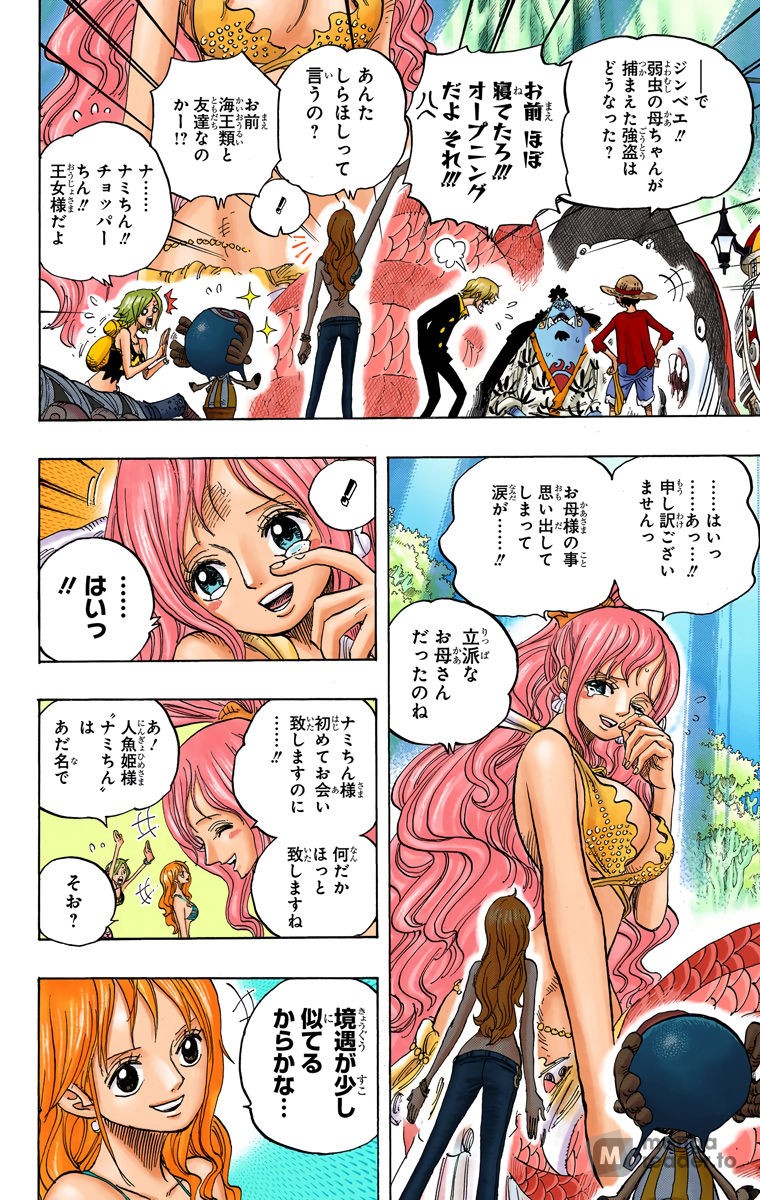 ――で
ジンベエ!!
弱虫の母ちゃんが
捕まえた強盗は
どうなった?
お前 ほぼ
寝てたろ!!!
オープニング
だよ それ!!!
あんた
しらほしって
言うの?
お前
海王類と
友達なの
かー!?
!
ナ……
ナミちん!!
チョッパー
ちん!!
王女様だよ
……はいっ
……あっ…!!
申し訳ござい
ませんっ
お母様の事
思い出して
しまって
涙が……
立派な
お母さん
だったのね
!
……
はいっ
!!
ナミちん様
初めてお会い
致しますのに
……!!
何だか
ほっと
致しますね
あ!
人魚姫様
“ナミちん”
は
あだ名で
そお?
境遇が少し
似てる
からかな…